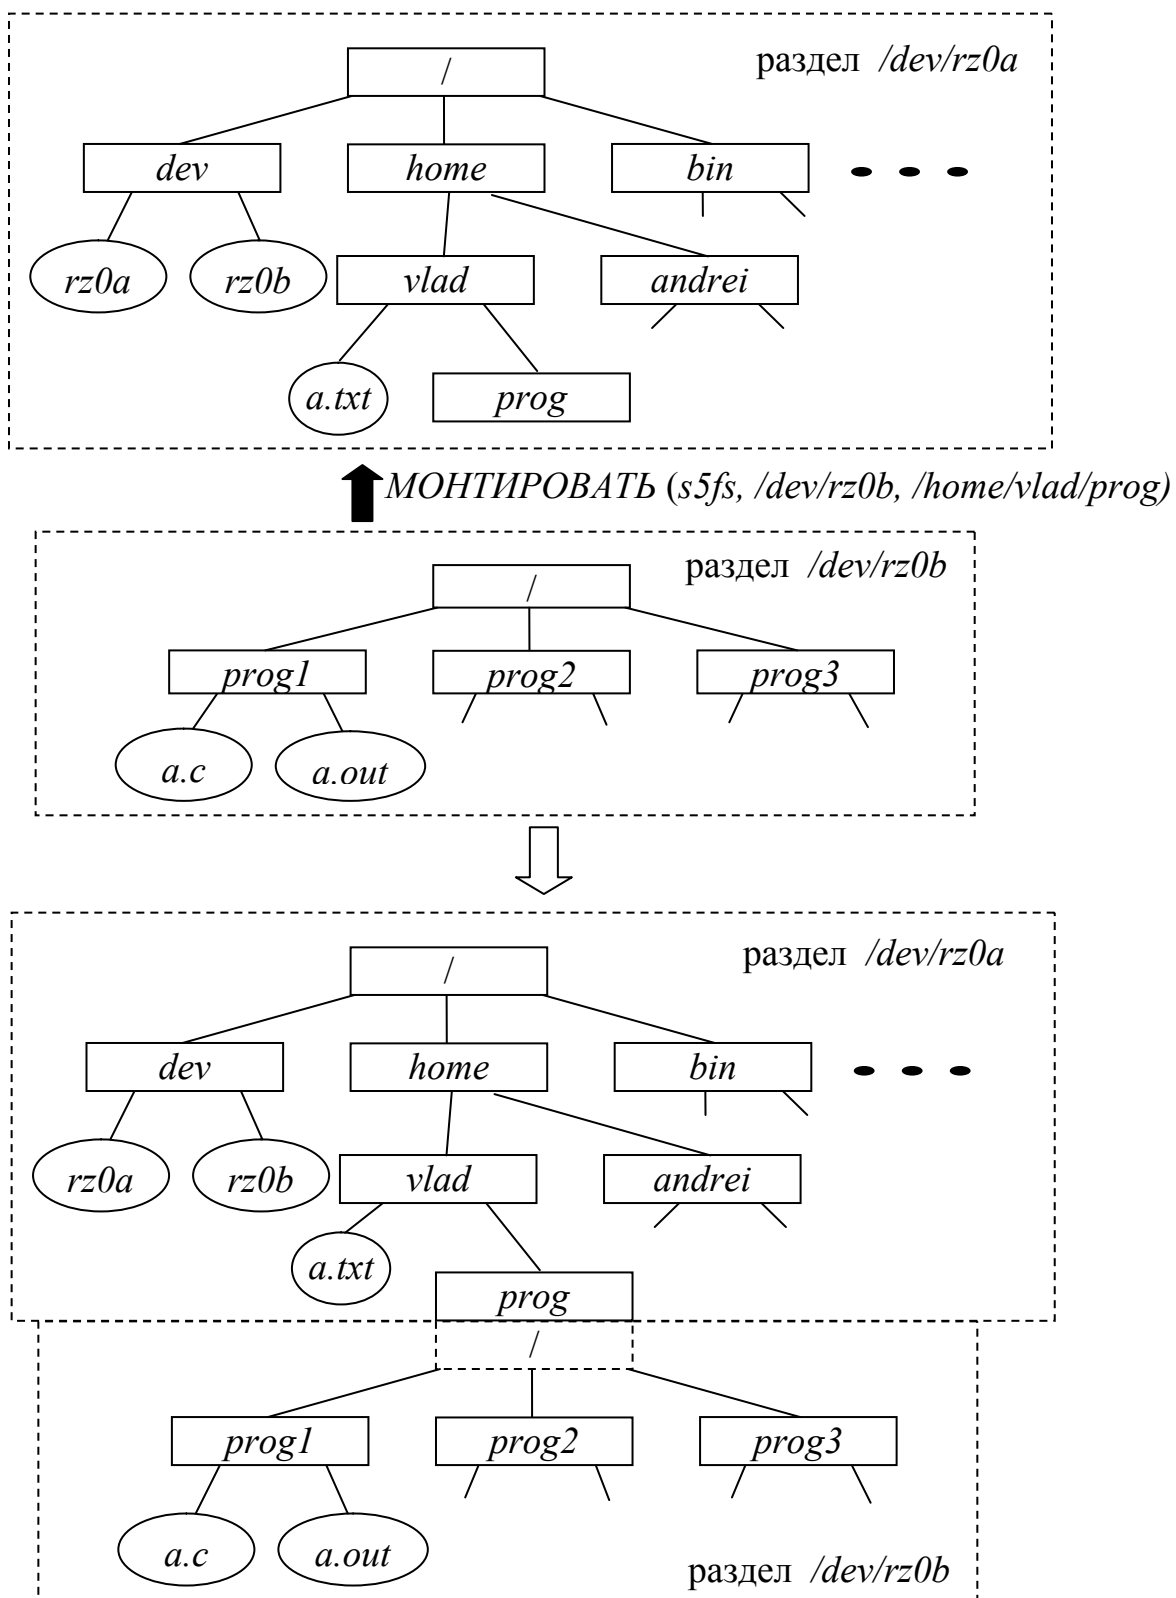 / раздел /dev/rz0a
dev home bin
rz0a rz0b vlad andrei
a.txt prog
МОНТИРОВАТЬ (s5fs, /dev/rz0b, /home/vlad/prog)
/ раздел /dev/rz0b
prog1 prog2 prog3
a.c a.out
/ раздел /dev/rz0a
dev home bin
rz0a rz0b vlad andrei
a.txt
prog
/
prog1 prog2 prog3
a.c a.out
раздел /dev/rz0b